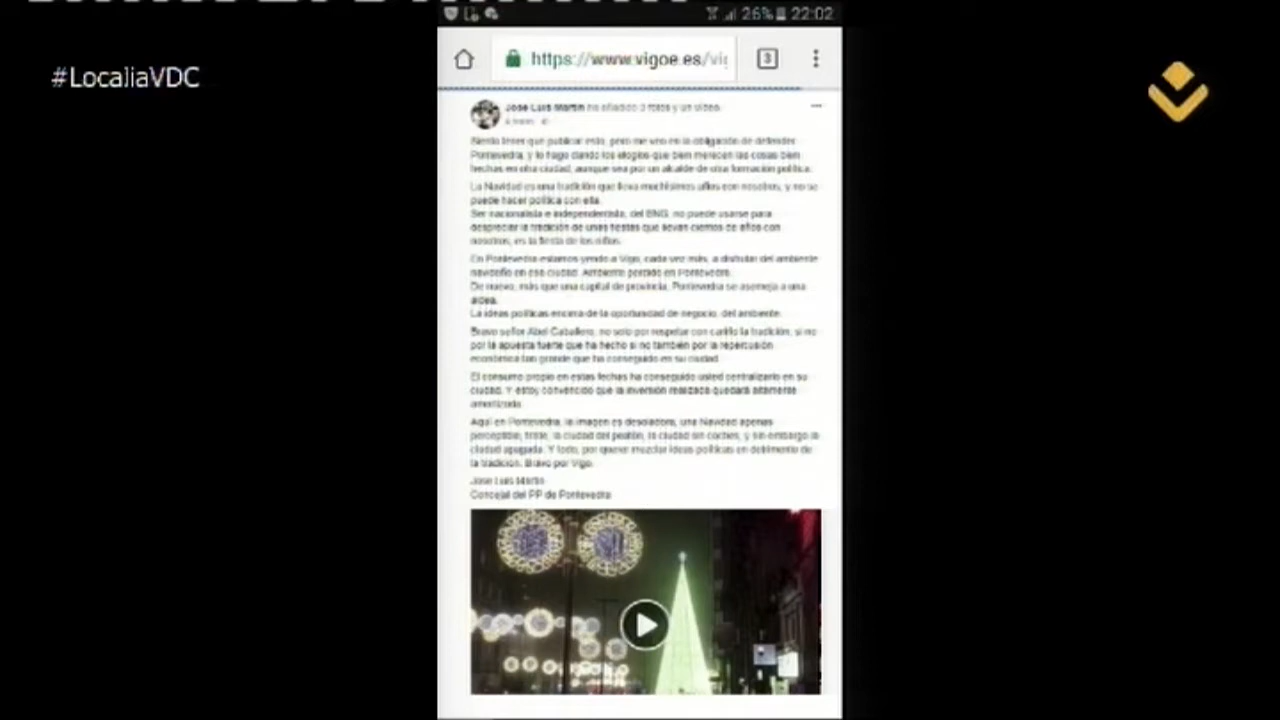 26% 22:02
https://www.vigoe.es/vi
3
#LocaliaVDC
Jose Luis Martin ha añadido 3 fotos y un vídeo.
Siento tener que publicar esto, pero me veo en la obligación de defender
Pontevedra, y lo hago dando los elogios que bien merecen las cosas bien
hechas en otra ciudad, aunque sea por un alcalde de otra formación política.
La Navidad es una tradición que lleva muchísimos años con nosotros, y no se
puede hacer política con ella.
Ser nacionalista e independentista, del BNG, no puede usarse para
despreciar la tradición de unas fiestas que llevan cientos de años con
nosotros, es la fiesta de los niños.
En Pontevedra estamos yendo a Vigo, cada vez más, a disfrutar del ambiente
navideño en esa ciudad. Ambiente perdido en Pontevedra.
De nuevo, más que una capital de provincia, Pontevedra se asemeja a una
aldea.
La ideas políticas encima de la oportunidad de negocio, del ambiente.
Bravo señor Abel Caballero, no solo por respetar con cariño la tradición, si no
por la apuesta fuerte que ha hecho si no también por la repercusión
económica tan grande que ha conseguido en su ciudad.
El consumo propio en estas fechas ha conseguido usted centralizarlo en su
ciudad. Y estoy convencido que la inversión realizada quedará altamente
amortizada.
Aquí en Pontevedra, la imagen es desoladora, una Navidad apenas
perceptible, triste, la ciudad del peatón, la ciudad sin coches, y sin embargo la
ciudad apagada. Y todo, por querer mezclar ideas políticas en detrimento de
la tradición. Bravo por Vigo.
Jose Luis Martin
Concejal del PP de Pontevedra